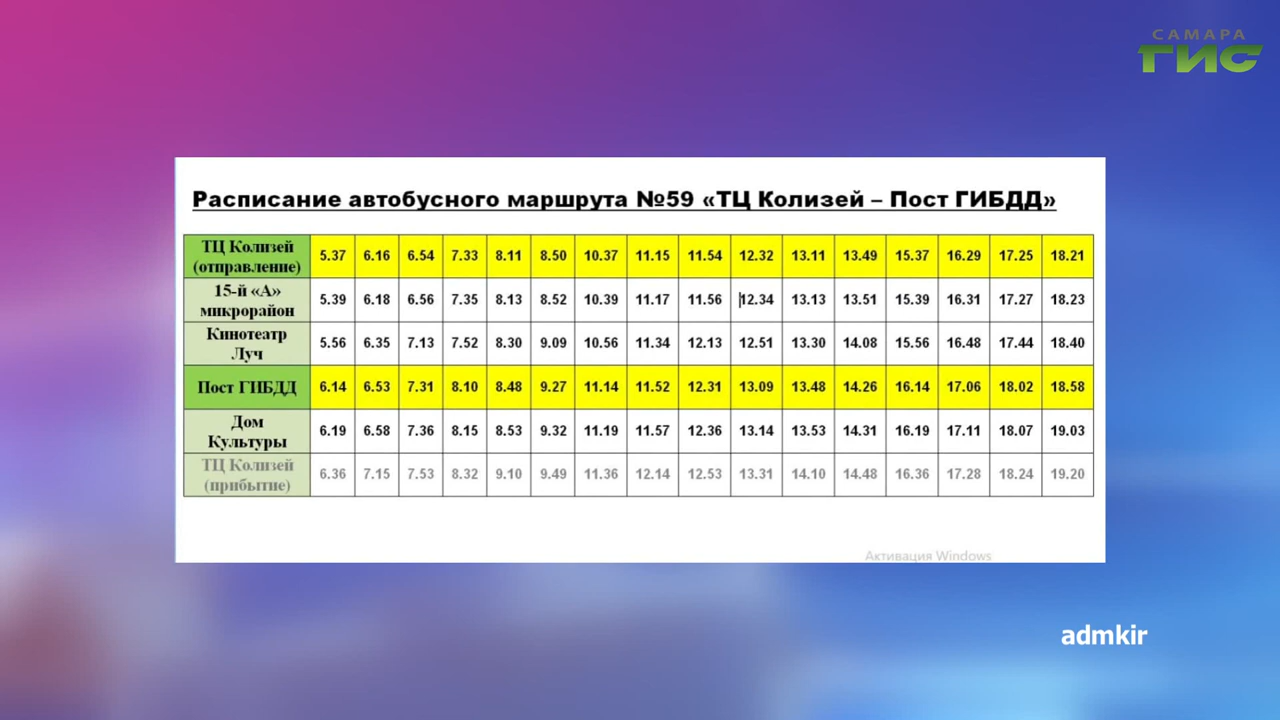 САМАРА
ГИС
Расписание автобусного маршрута №59 «ТЦ Колизей – Пост ГИБДД»
ТЦ Колизей (отправление) 5.37 6.16 6.54 7.33 8.11 8.50 10.37 11.15 11.54 12.32 13.11 13.49 15.37 16.29 17.25 18.21
15-й «А» микрорайон 5.39 6.18 6.56 7.35 8.13 8.52 10.39 11.17 11.56 12.34 13.13 13.51 15.39 16.31 17.27 18.23
Кинотеатр Луч 5.56 6.35 7.13 7.52 8.30 9.09 10.56 11.34 12.13 12.51 13.30 14.08 15.56 16.48 17.44 18.40
Пост ГИБДД 6.14 6.53 7.31 8.10 8.48 9.27 11.14 11.52 12.31 13.09 13.48 14.26 16.14 17.06 18.02 18.58
Дом Культуры 6.19 6.58 7.36 8.15 8.53 9.32 11.19 11.57 12.36 13.14 13.53 14.31 16.19 17.11 18.07 19.03
ТЦ Колизей (прибытие) 6.36 7.15 7.53 8.32 9.10 9.49 11.36 12.14 12.53 13.31 14.10 14.48 16.36 17.28 18.24 19.20
Активация Windows
admkir